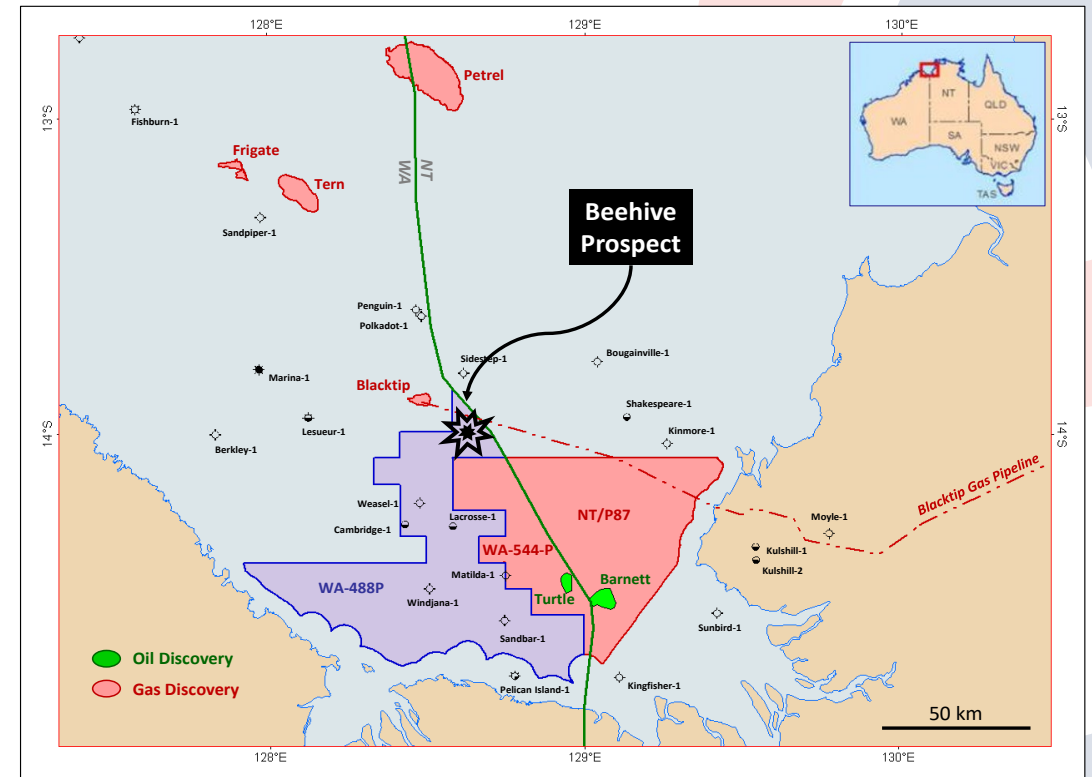 128°E
129°E
130°E
Petrel
NT
QLD
WA
SA
NSW
VIC
TAS
13°S
13°S
Fishburn-1
Frigate
NT
WA
Tern
Beehive
Prospect
Sandpiper-1
Penguin-1
Polkadot-1
Sidestep-1
Bougainville-1
Marina-1
Blacktip
Shakespeare-1
Lesueur-1
Kinmore-1
14°S
14°S
Berkley-1
Blacktip Gas Pipeline
Weasel-1
NT/P87
Moyle-1
Cambridge-1
Lacrosse-1
Kulshill-1
WA-544-P
Kulshill-2
Matilda-1
Barnett
WA-488P
Windjana-1
Turtle
Sunbird-1
Sandbar-1
Oil Discovery
Gas Discovery
Pelican Island-1
Kingfisher-1
50 km
128°E
129°E
130°E